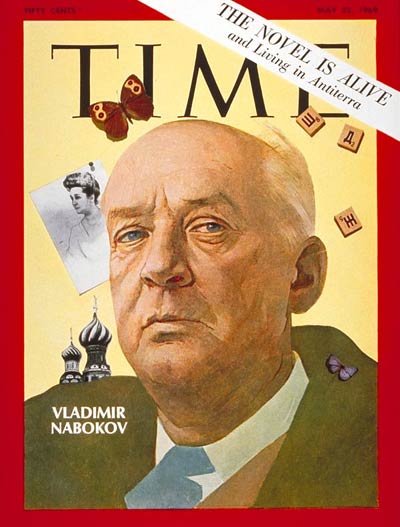 FIFTY CENTS
MAY 23, 1969
THE NOVEL IS ALIVE
and Living in Antiterra
TIME
Ш
Д
Ж
VLADIMIR
NABOKOV